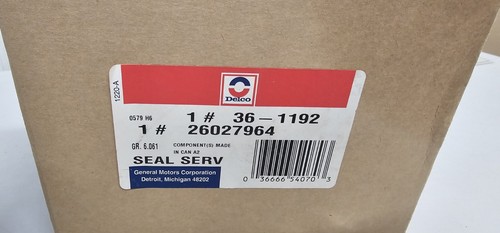 1220-A
Delco
0579 H6
1 # 36-1192
1 # 26027964
GR. 6.061
COMPONENT(S) MADE
IN CAN A2
SEAL SERV
General Motors Corporation
Detroit, Michigan 48202
0 36666 54070 3